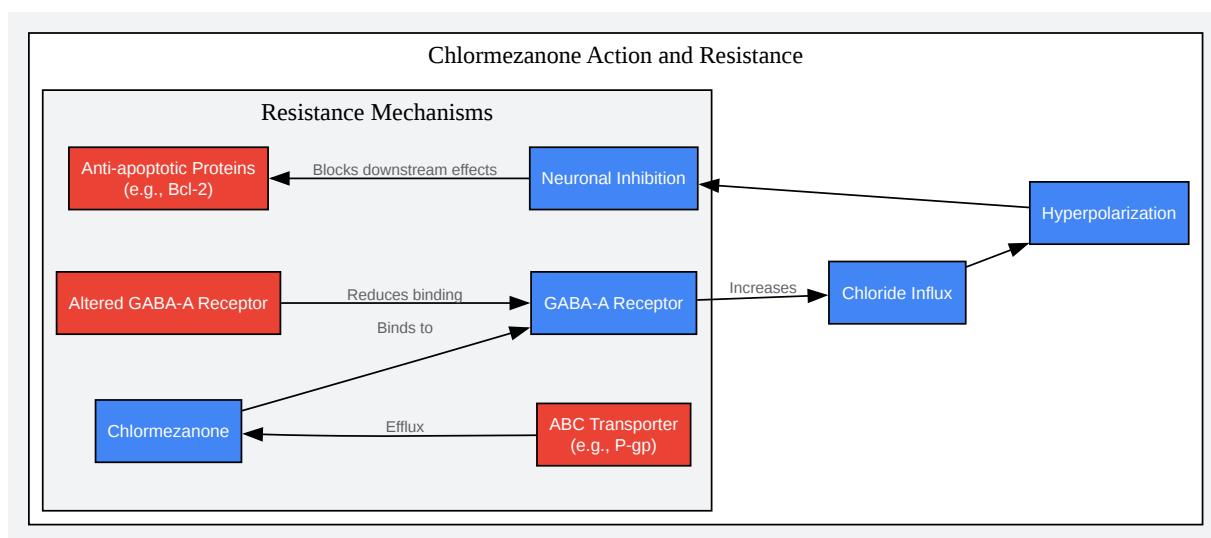 Chlormezanone Action and Resistance
Resistance Mechanisms
Anti-apoptotic Proteins
(e.g., Bcl-2)
Blocks downstream effects
Neuronal Inhibition
Hyperpolarization
Altered GABA-A Receptor
Reduces binding
GABA-A Receptor
Increases
Chloride Influx
Binds to
Chlormezanone
Efflux
ABC Transporter
(e.g., P-gp)